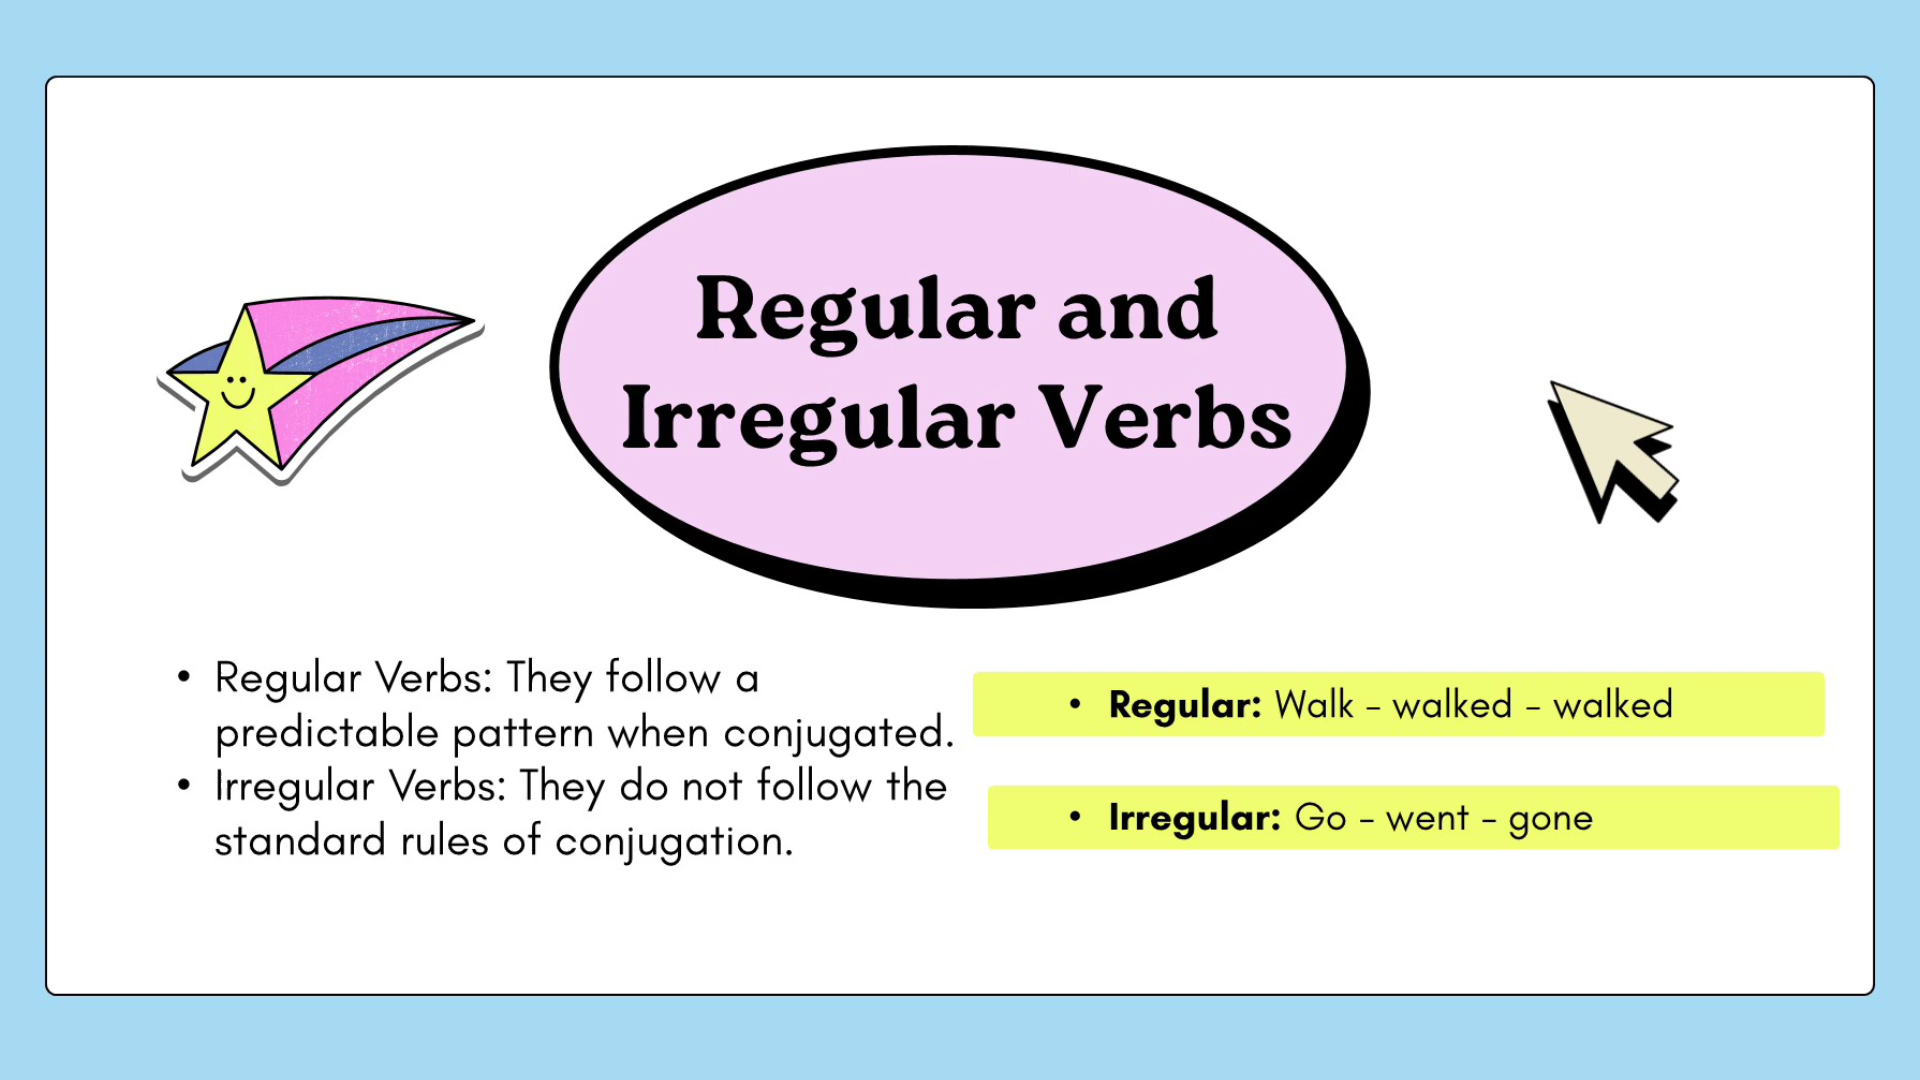 Regular and
Irregular Verbs
• Regular Verbs: They follow a
predictable pattern when conjugated.
• Irregular Verbs: They do not follow the
standard rules of conjugation.
• Regular: Walk - walked - walked
• Irregular: Go - went - gone